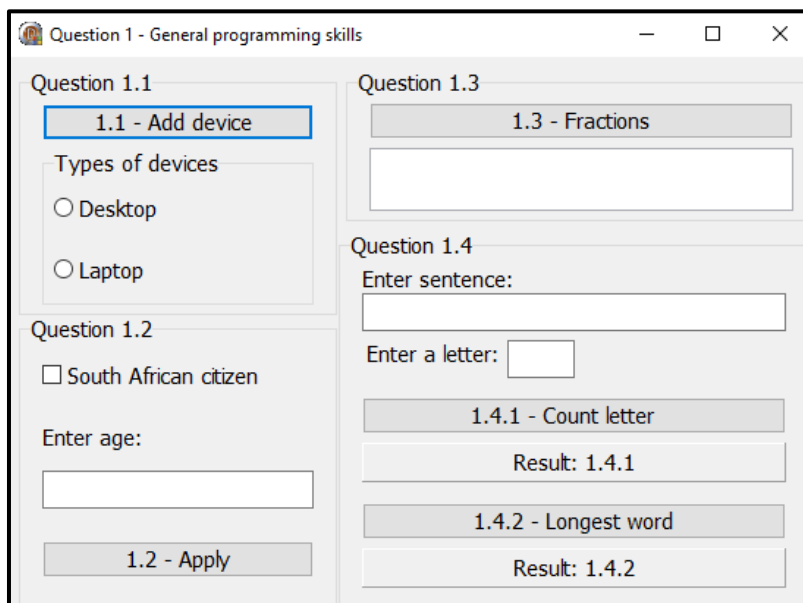 Question 1 - General programming skills
Question 1.1
1.1 - Add device
Types of devices
Desktop
Laptop
Question 1.2
South African citizen
Enter age:
1.2 - Apply
Question 1.3
1.3 - Fractions
Question 1.4
Enter sentence:
Enter a letter:
1.4.1 - Count letter
Result: 1.4.1
1.4.2 - Longest word
Result: 1.4.2